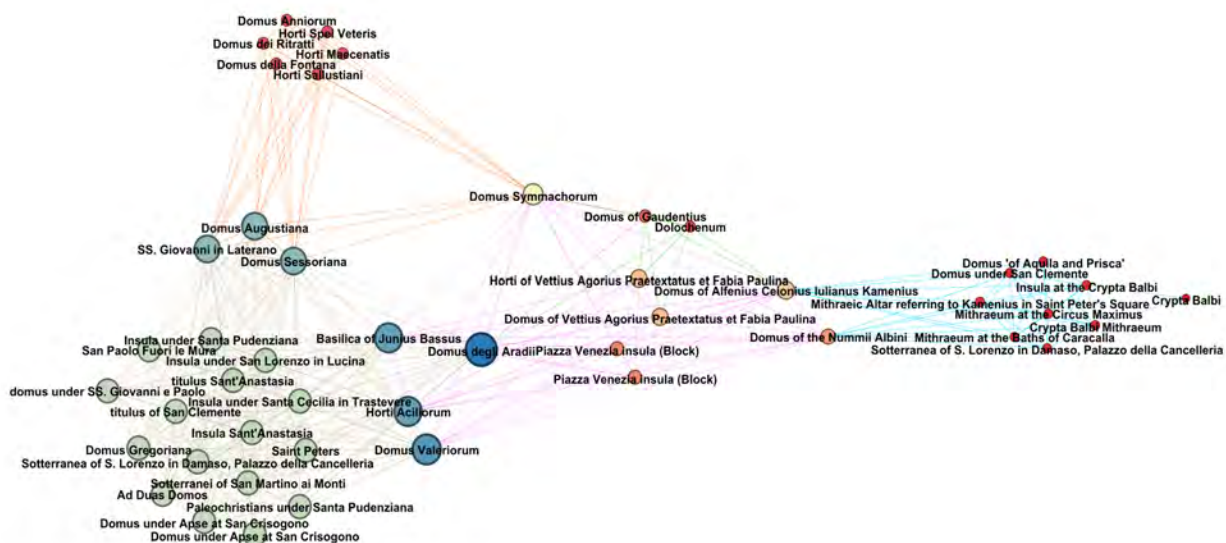 Domus Anniorum
Horti Spei Veteris
Domus dei Ritratti
Horti Maecenatis
Domus della Fontana
Horti Sallustiani
Domus Symmachorum
Domus of Gaudentius
Dolochenum
Domus Augustiana
SS. Giovanni in Laterano
Domus Sessoriana
Domus 'of Aquila and Prisca'
Domus under San Clemente
Horti of Vettius Agorius Praetextatus et Fabia Paulina
Insula at the Crypta Balbi
Domus of Alfenius Ceionius Iulianus Kamenius
Crypta Balbi
Mithraeic Altar referring to Kamenius in Saint Peter's Square
Mithraeum at the Circus Maximus
Domus of Vettius Agorius Praetextatus et Fabia Paulina
Crypta Balbi Mithraeum
Insula under Santa Pudenziana
Basilica of Junius Bassus
Domus of the Nummii Albini
Mithraeum at the Baths of Caracalla
San Paolo Fuori le Mura
Domus degli Aradii
Piazza Venezia insula (Block)
Sotterranea of S. Lorenzo in Damaso, Palazzo della Cancelleria
Insula under San Lorenzo in Lucina
titulus Sant'Anastasia
Piazza Venezia insula (Block)
domus under SS. Giovanni e Paolo
Insula under Santa Cecilia in Trastevere
titulus of San Clemente
Horti Aciliorum
Insula Sant'Anastasia
Domus Gregoriana
Saint Peters
Domus Valeriorum
Sotterranea of S. Lorenzo in Damaso, Palazzo della Cancelleria
Sotterranei of San Martino ai Monti
Ad Duas Domos
Paleochristians under Santa Pudenziana
Domus under Apse at San Crisogono
Domus under Apse at San Crisogono